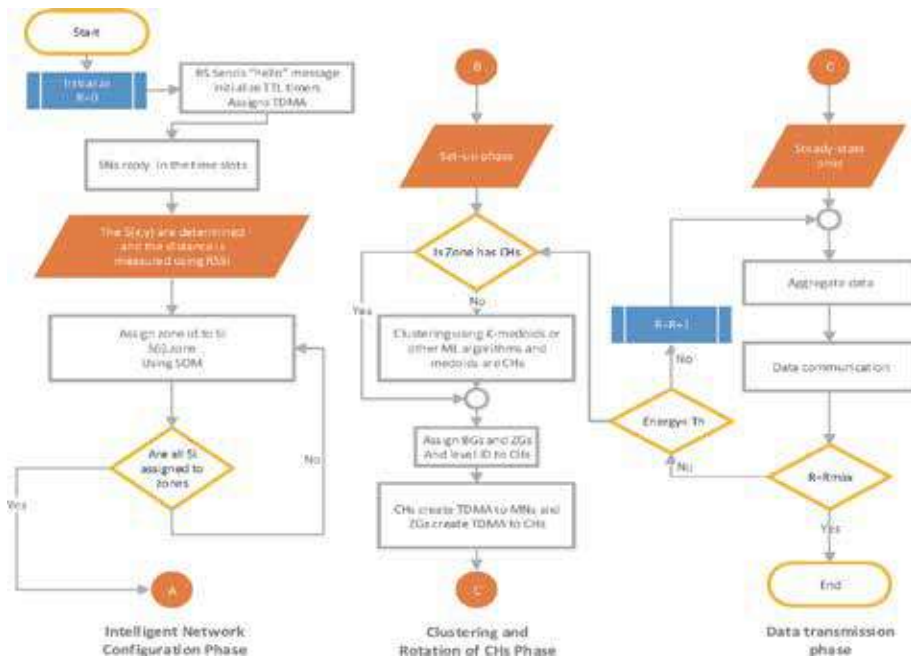 Start
Initialize
R=0
BS Sends "Hello" message
Initialize TTL timers
Assigns TDMA
SNs reply in the time slots
The S(x,y) are determined
and the distance is
measured using RSSI
Assign zone id to Si
S(i).zone
Using SOM
Are all Si
assigned to
zones
No
Yes
A
Intelligent Network
Configuration Phase
B
Set-up phase
Is Zone has CHs
Yes
No
Clustering using K-medoids or
other ML algorithms and
medoids are CHs
Assign BGs and ZGs
And level ID to CHs
CHs create TDMA to MNs and
ZGs create TDMA to CHs
C
Clustering and
Rotation of CHs Phase
C
Steady-state
Aggregate data
R=R+1
Data communication
No
Energy< Th
No
R=Rmax
Yes
End
Data transmission
phase